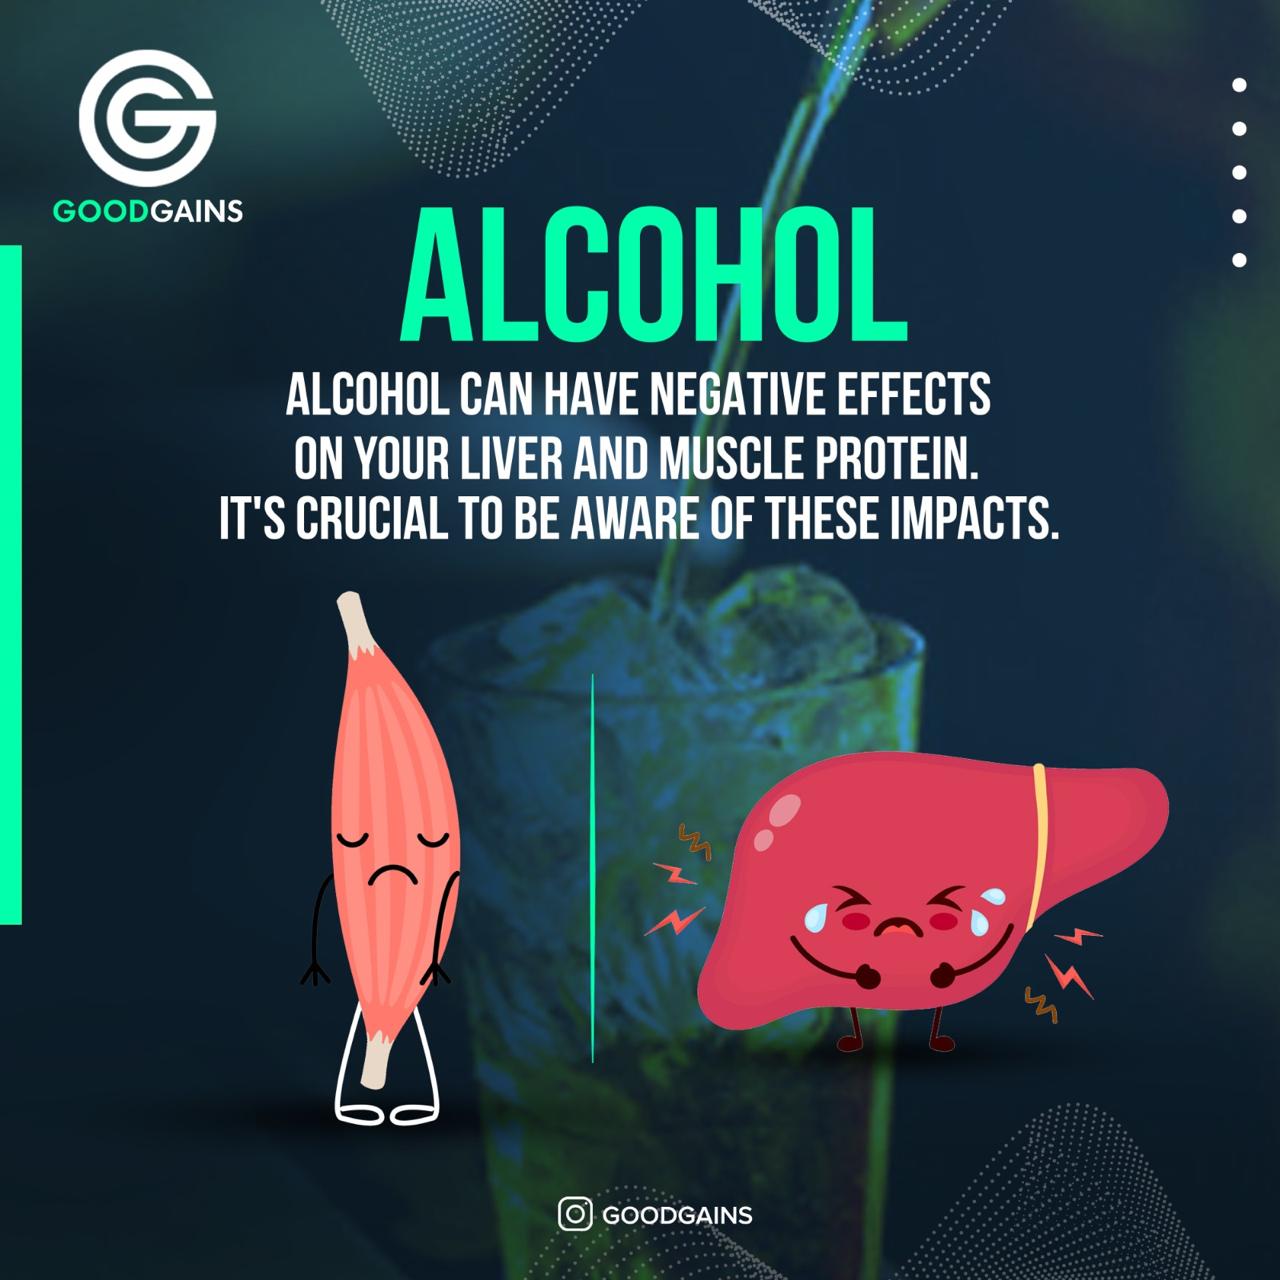 GOODGAINS
ALCOHOL
ALCOHOL CAN HAVE NEGATIVE EFFECTS
ON YOUR LIVER AND MUSCLE PROTEIN.
IT'S CRUCIAL TO BE AWARE OF THESE IMPACTS.
GOODGAINS